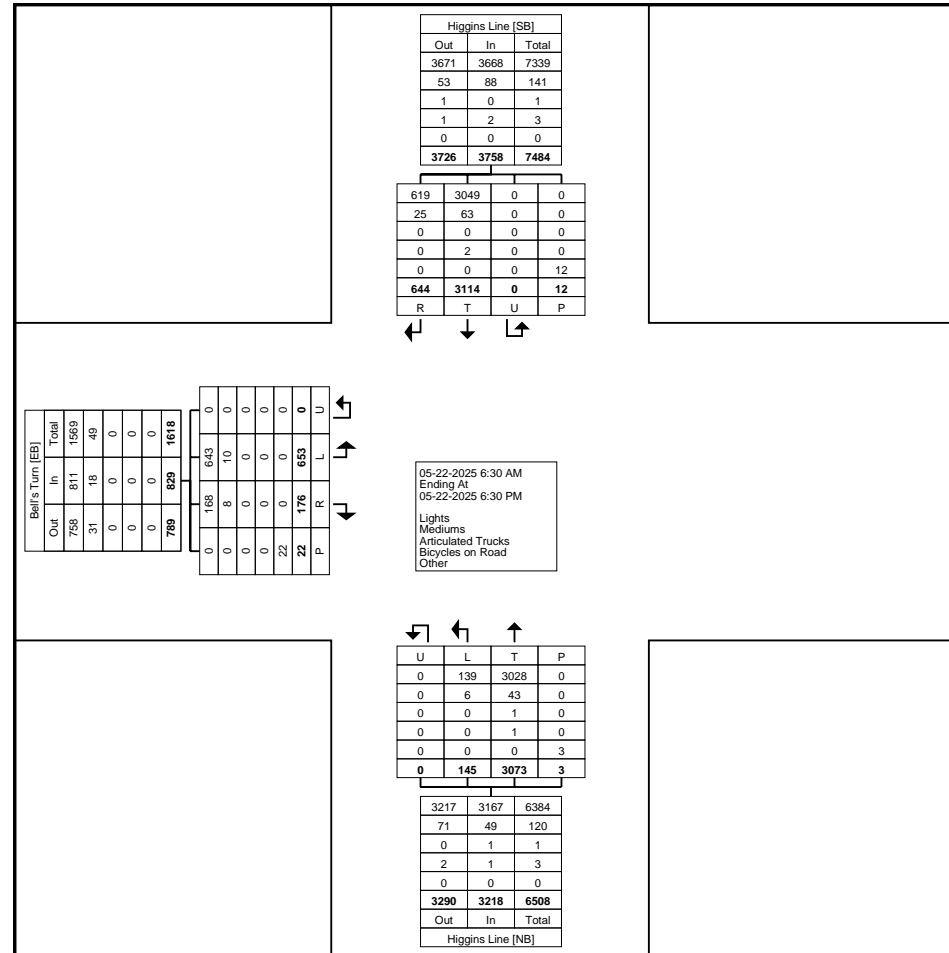 Higgins Line [SB]
Out In Total
3671 3668 7339
53 88 141
1 0 1
1 2 3
0 0 0
3726 3758 7484
619 3049 0 0
25 63 0 0
0 0 0 0
0 2 0 0
0 0 0 12
644 3114 0 12
R T U P
Bell's Turn [EB]
Out In Total
758 811 1569
31 18 49
0 0 0
0 0 0
0 0 0
789 829 1618
0 168 643 0
0 8 10 0
0 0 0 0
0 0 0 0
22 0 0 0
22 176 653 0
P R L U
05-22-2025 6:30 AM
Ending At
05-22-2025 6:30 PM
Lights
Mediums
Articulated Trucks
Bicycles on Road
Other
U L T P
0 139 3028 0
0 6 43 0
0 0 1 0
0 0 1 0
0 0 0 3
0 145 3073 3
3217 3167 6384
71 49 120
0 1 1
2 1 3
0 0 0
3290 3218 6508
Out In Total
Higgins Line [NB]